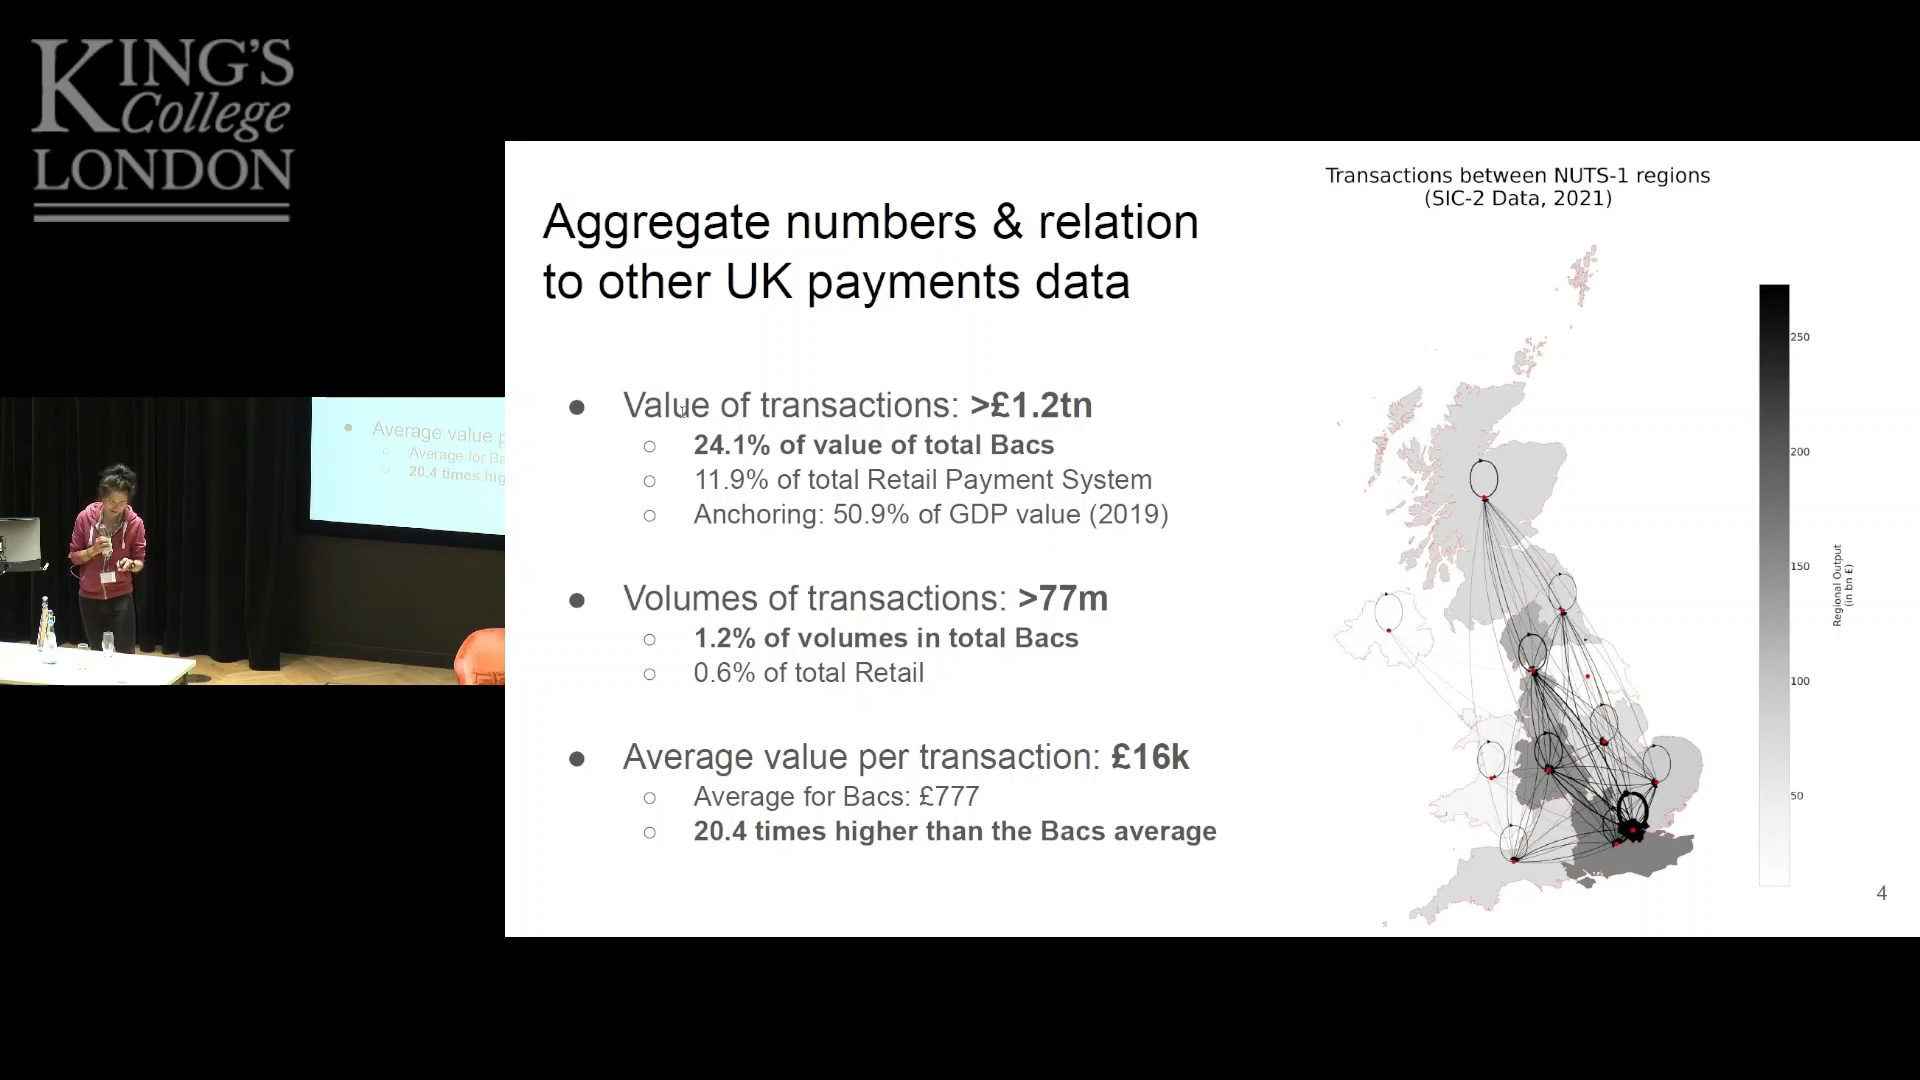 KING'S
College
LONDON
Transactions between NUTS-1 regions
(SIC-2 Data, 2021)
Aggregate numbers & relation
to other UK payments data
● Value of transactions: >£1.2tn
○ 24.1% of value of total Bacs
○ 11.9% of total Retail Payment System
○ Anchoring: 50.9% of GDP value (2019)
● Volumes of transactions: >77m
○ 1.2% of volumes in total Bacs
○ 0.6% of total Retail
● Average value per transaction: £16k
○ Average for Bacs: £777
○ 20.4 times higher than the Bacs average
250
200
150
100
50
Regional Output
(in bn £)
4
● Average value p
○ Average for Ba
○ 20.4 times hig